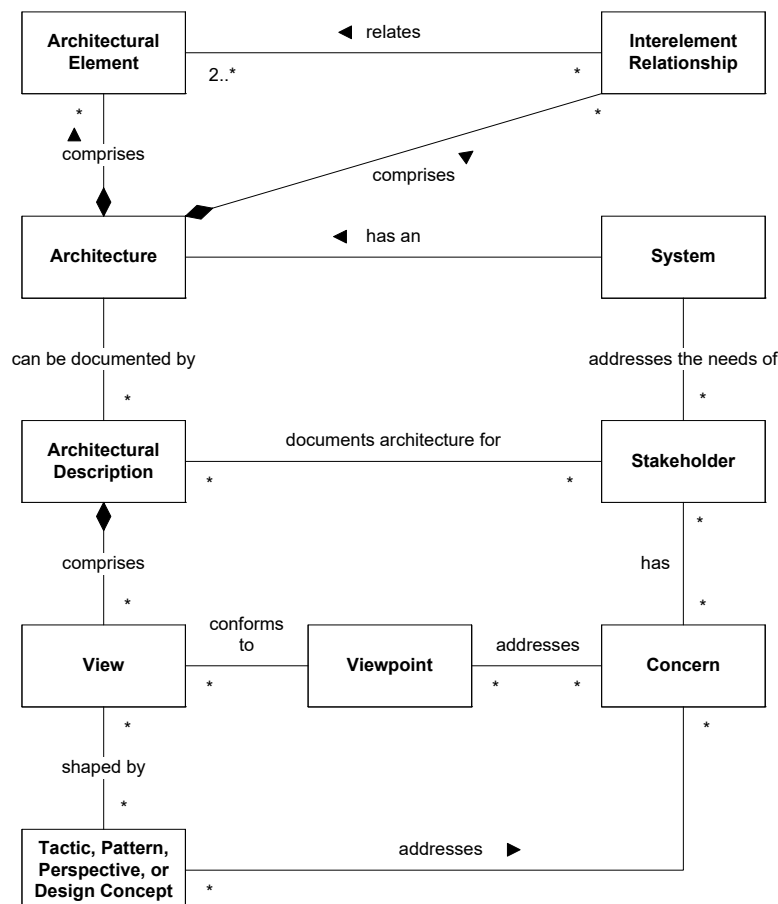 Architectural
Element
◄ relates
Interelement
Relationship
2..*
*
*
*
comprises
comprises
Architecture
◄ has an
System
can be documented by
addresses the needs of
*
*
Architectural
Description
documents architecture for
Stakeholder
*
*
*
comprises
has
*
*
conforms
to
addresses
View
Viewpoint
Concern
*
*
*
*
*
shaped by
*
Tactic, Pattern,
Perspective, or
Design Concept
addresses ►
*